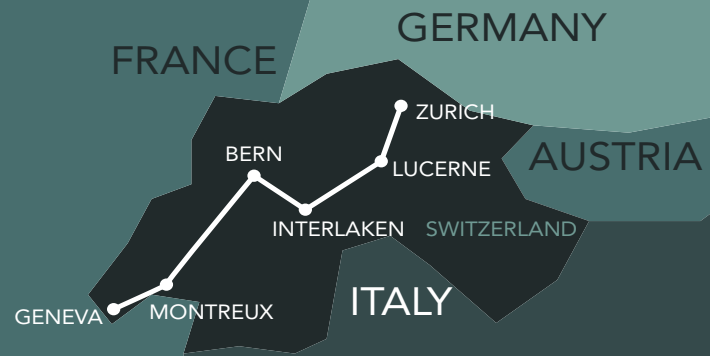 GERMANY
FRANCE
ZURICH
BERN
AUSTRIA
LUCERNE
INTERLAKEN
SWITZERLAND
ITALY
MONTREUX
GENEVA